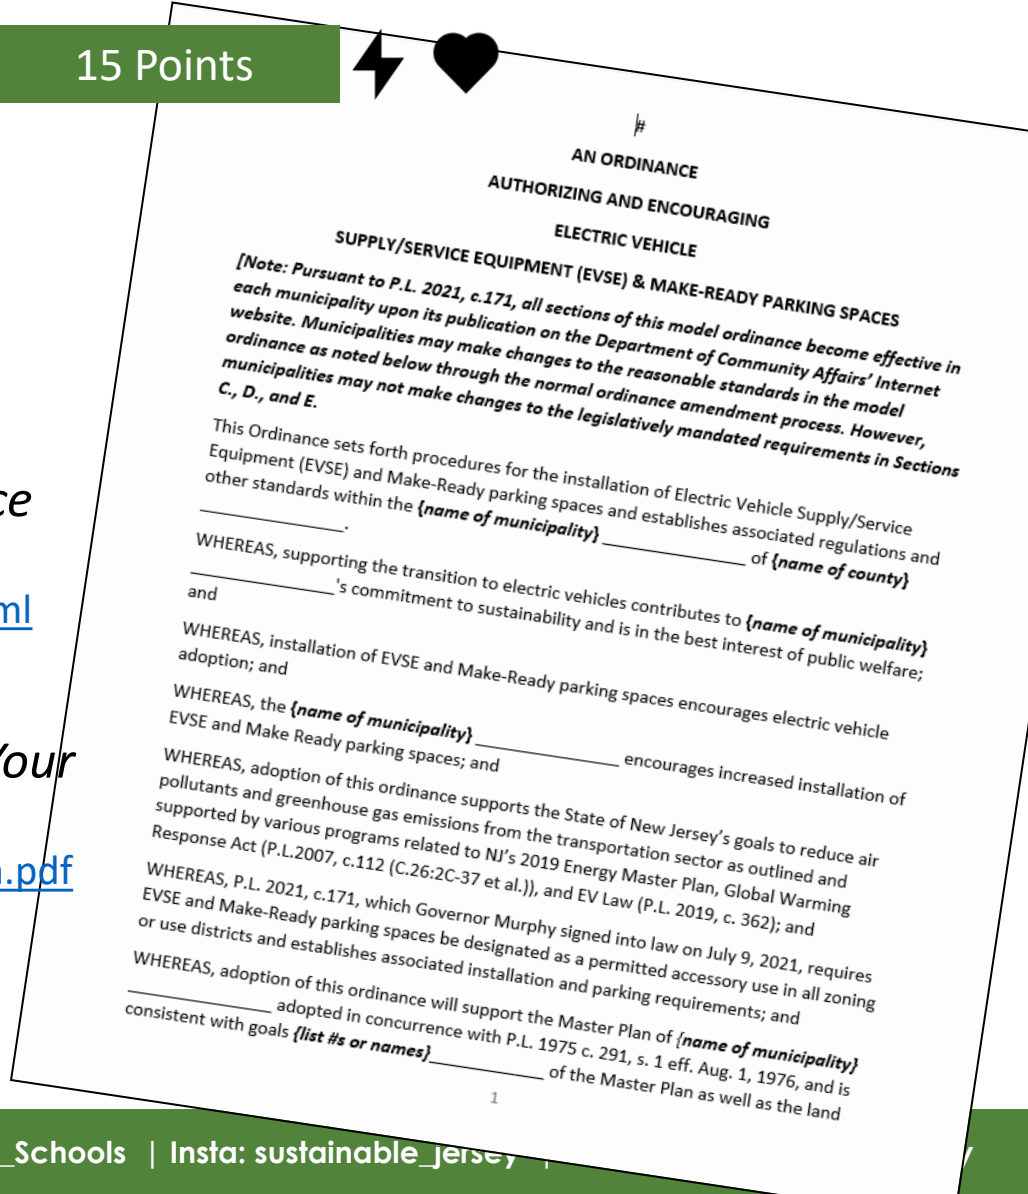 15 Points
#
AN ORDINANCE
AUTHORIZING AND ENCOURAGING
ELECTRIC VEHICLE
SUPPLY/SERVICE EQUIPMENT (EVSE) & MAKE-READY PARKING SPACES
[Note: Pursuant to P.L. 2021, c.171, all sections of this model ordinance become effective in
each municipality upon its publication on the Department of Community Affairs’ Internet
website. Municipalities may make changes to the reasonable standards in the model
ordinance as noted below through the normal ordinance amendment process. However,
municipalities may not make changes to the legislatively mandated requirements in Sections
C., D., and E.
This Ordinance sets forth procedures for the installation of Electric Vehicle Supply/Service
Equipment (EVSE) and Make-Ready parking spaces and establishes associated regulations and
other standards within the {name of municipality} ______________ of {name of county}
______________.
WHEREAS, supporting the transition to electric vehicles contributes to {name of municipality}
______________'s commitment to sustainability and is in the best interest of public welfare;
and
WHEREAS, installation of EVSE and Make-Ready parking spaces encourages electric vehicle
adoption; and
WHEREAS, the {name of municipality} ______________ encourages increased installation of
EVSE and Make Ready parking spaces; and
WHEREAS, adoption of this ordinance supports the State of New Jersey’s goals to reduce air
pollutants and greenhouse gas emissions from the transportation sector as outlined and
supported by various programs related to NJ’s 2019 Energy Master Plan, Global Warming
Response Act (P.L.2007, c.112 (C.26:2C-37 et al.)), and EV Law (P.L. 2019, c. 362); and
WHEREAS, P.L. 2021, c.171, which Governor Murphy signed into law on July 9, 2021, requires
EVSE and Make-Ready parking spaces be designated as a permitted accessory use in all zoning
or use districts and establishes associated installation and parking requirements; and
WHEREAS, adoption of this ordinance will support the Master Plan of {name of municipality}
______________ adopted in concurrence with P.L. 1975 c. 291, s. 1 eff. Aug. 1, 1976, and is
consistent with goals {list #s or names}___________ of the Master Plan as well as the land
1
ce
ml
Your
.pdf
_Schools | Insta: sustainable_jersey |